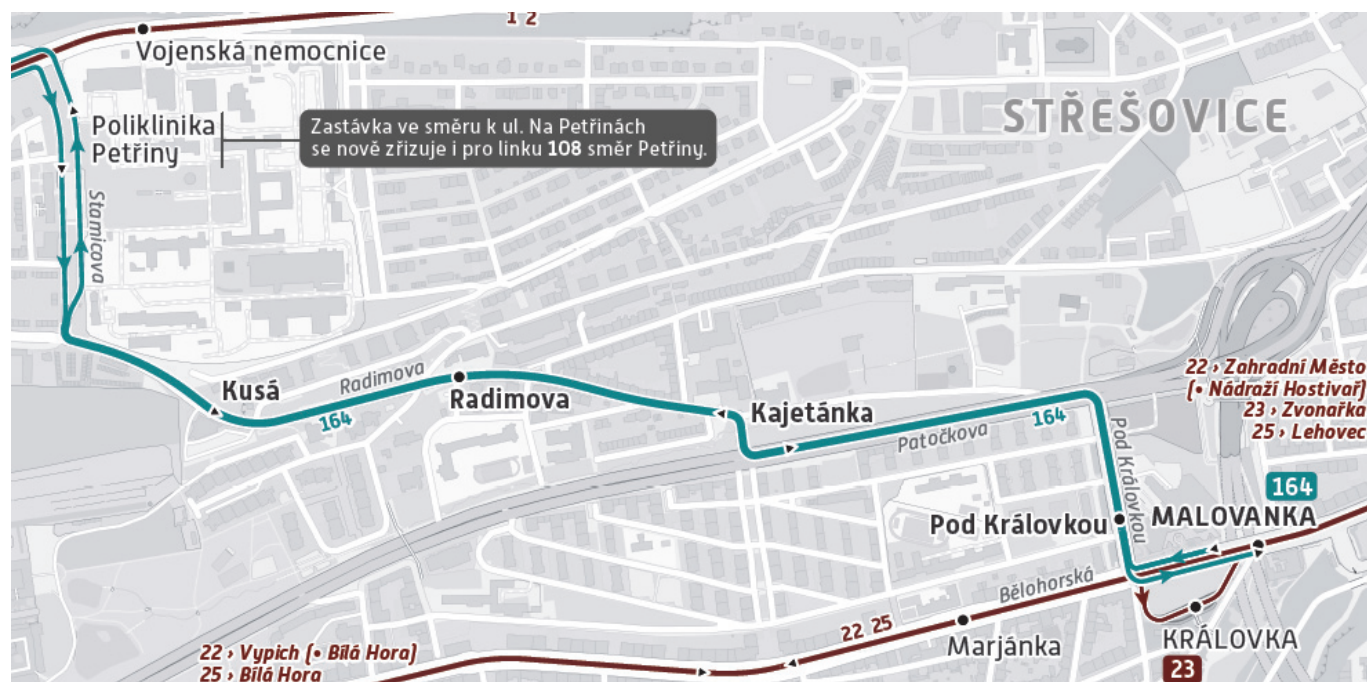 1 2
Vojenská nemocnice
Poliklinika
Petřiny
Zastávka ve směru k ul. Na Petřinách
se nově zřizuje i pro linku 108 směr Petřiny.
STŘEŠOVICE
Stamicova
Kusá
Radimova
164
Radimova
Kajetánka
Patočkova
164
Pod Královkou
22 › Zahradní Město
(• Nádraží Hostivař)
23 › Zvonařka
25 › Lehovec
164
MALOVANKA
Pod Královkou
Bělohorská
22 25
Marjánka
KRÁLOVKA
23
22 › Vypich (• Bílá Hora)
25 › Bílá Hora